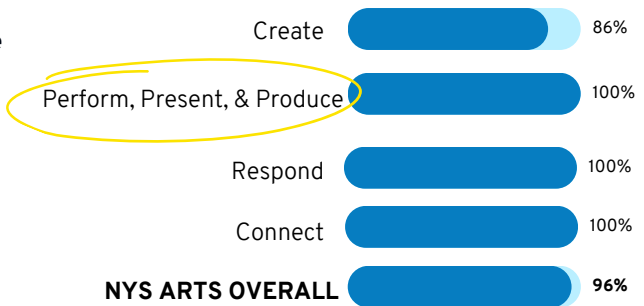 Create 86%
Perform, Present, & Produce 100%
Respond 100%
Connect 100%
NYS ARTS OVERALL 96%